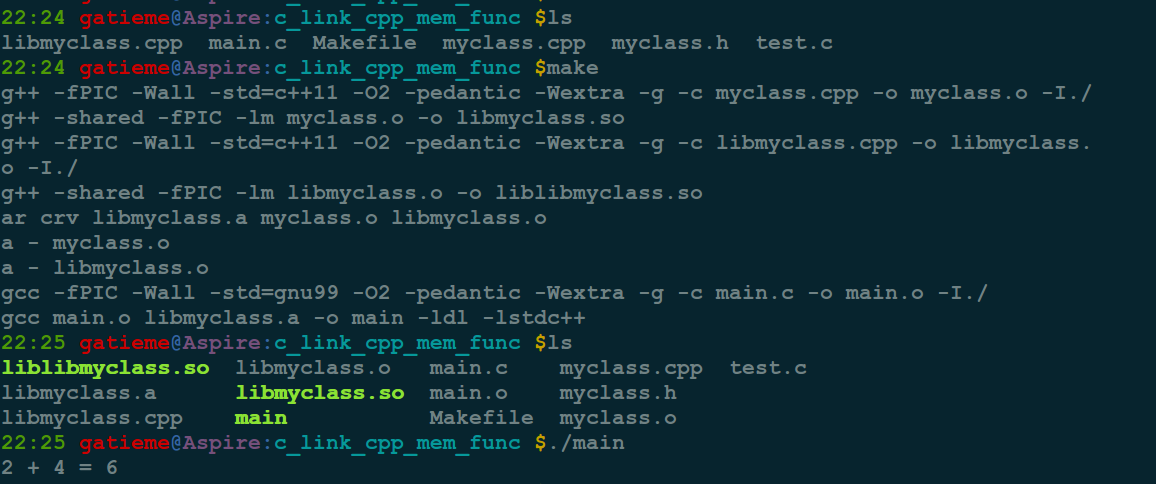 22:24 gatieme@Aspire:c_link_cpp_mem_func $ls
libmyclass.cpp  main.c  Makefile  myclass.cpp  myclass.h  test.c
22:24 gatieme@Aspire:c_link_cpp_mem_func $make
g++ -fPIC -Wall -std=c++11 -O2 -pedantic -Wextra -g -c myclass.cpp -o myclass.o -I./
g++ -shared -fPIC -lm myclass.o -o libmyclass.so
g++ -fPIC -Wall -std=c++11 -O2 -pedantic -Wextra -g -c libmyclass.cpp -o libmyclass.
o -I./
g++ -shared -fPIC -lm libmyclass.o -o liblibmyclass.so
ar crv libmyclass.a myclass.o libmyclass.o
a - myclass.o
a - libmyclass.o
gcc -fPIC -Wall -std=gnu99 -O2 -pedantic -Wextra -g -c main.c -o main.o -I./
gcc main.o libmyclass.a -o main -ldl -lstdc++
22:25 gatieme@Aspire:c_link_cpp_mem_func $ls
liblibmyclass.so  libmyclass.o   main.c    myclass.cpp  test.c
libmyclass.a      libmyclass.so  main.o    myclass.h
libmyclass.cpp    main           Makefile  myclass.o
22:25 gatieme@Aspire:c_link_cpp_mem_func $./main
2 + 4 = 6